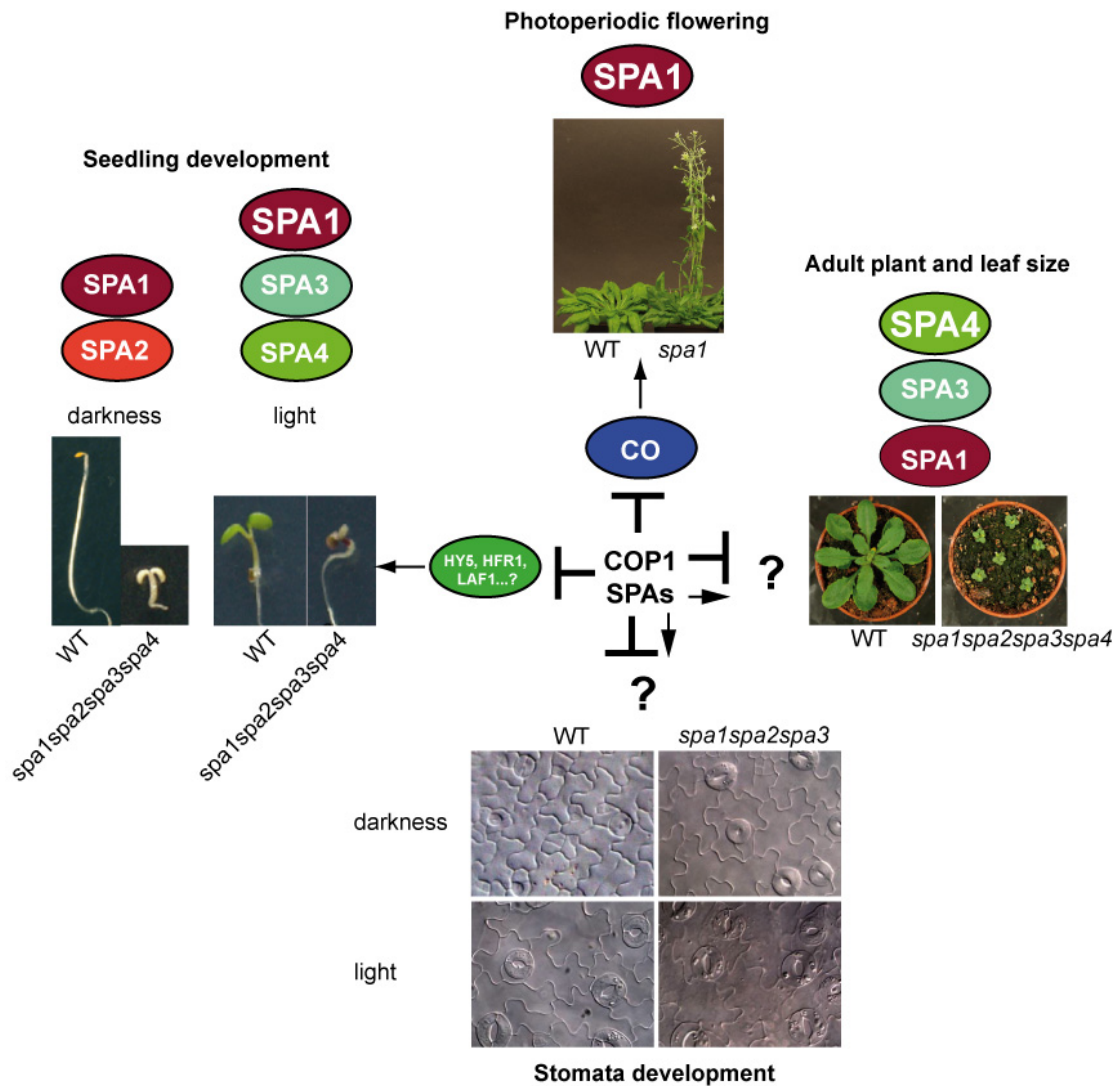 Photoperiodic flowering
SPA1
WT
spa1
Seedling development
SPA1
SPA2
darkness
SPA1
SPA3
SPA4
light
WT
spa1spa2spa3spa4
WT
spa1spa2spa3spa4
HY5, HFR1,
LAF1...?
CO
COP1
SPAs
?
?
Adult plant and leaf size
SPA4
SPA3
SPA1
WT
spa1spa2spa3spa4
WT
spa1spa2spa3
darkness
light
Stomata development